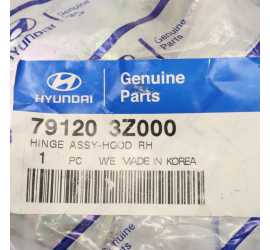 HYUNDAI
Genuine
Parts
79120 3Z000
HINGE ASSY-HOOD RH
1 PC WE MADE IN KOREA